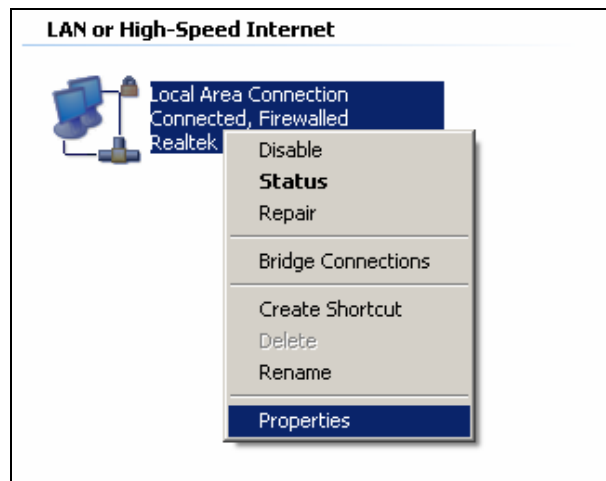 LAN or High-Speed Internet
Local Area Connection
Connected, Firewalled
Realtek
Disable
Status
Repair
Bridge Connections
Create Shortcut
Delete
Rename
Properties